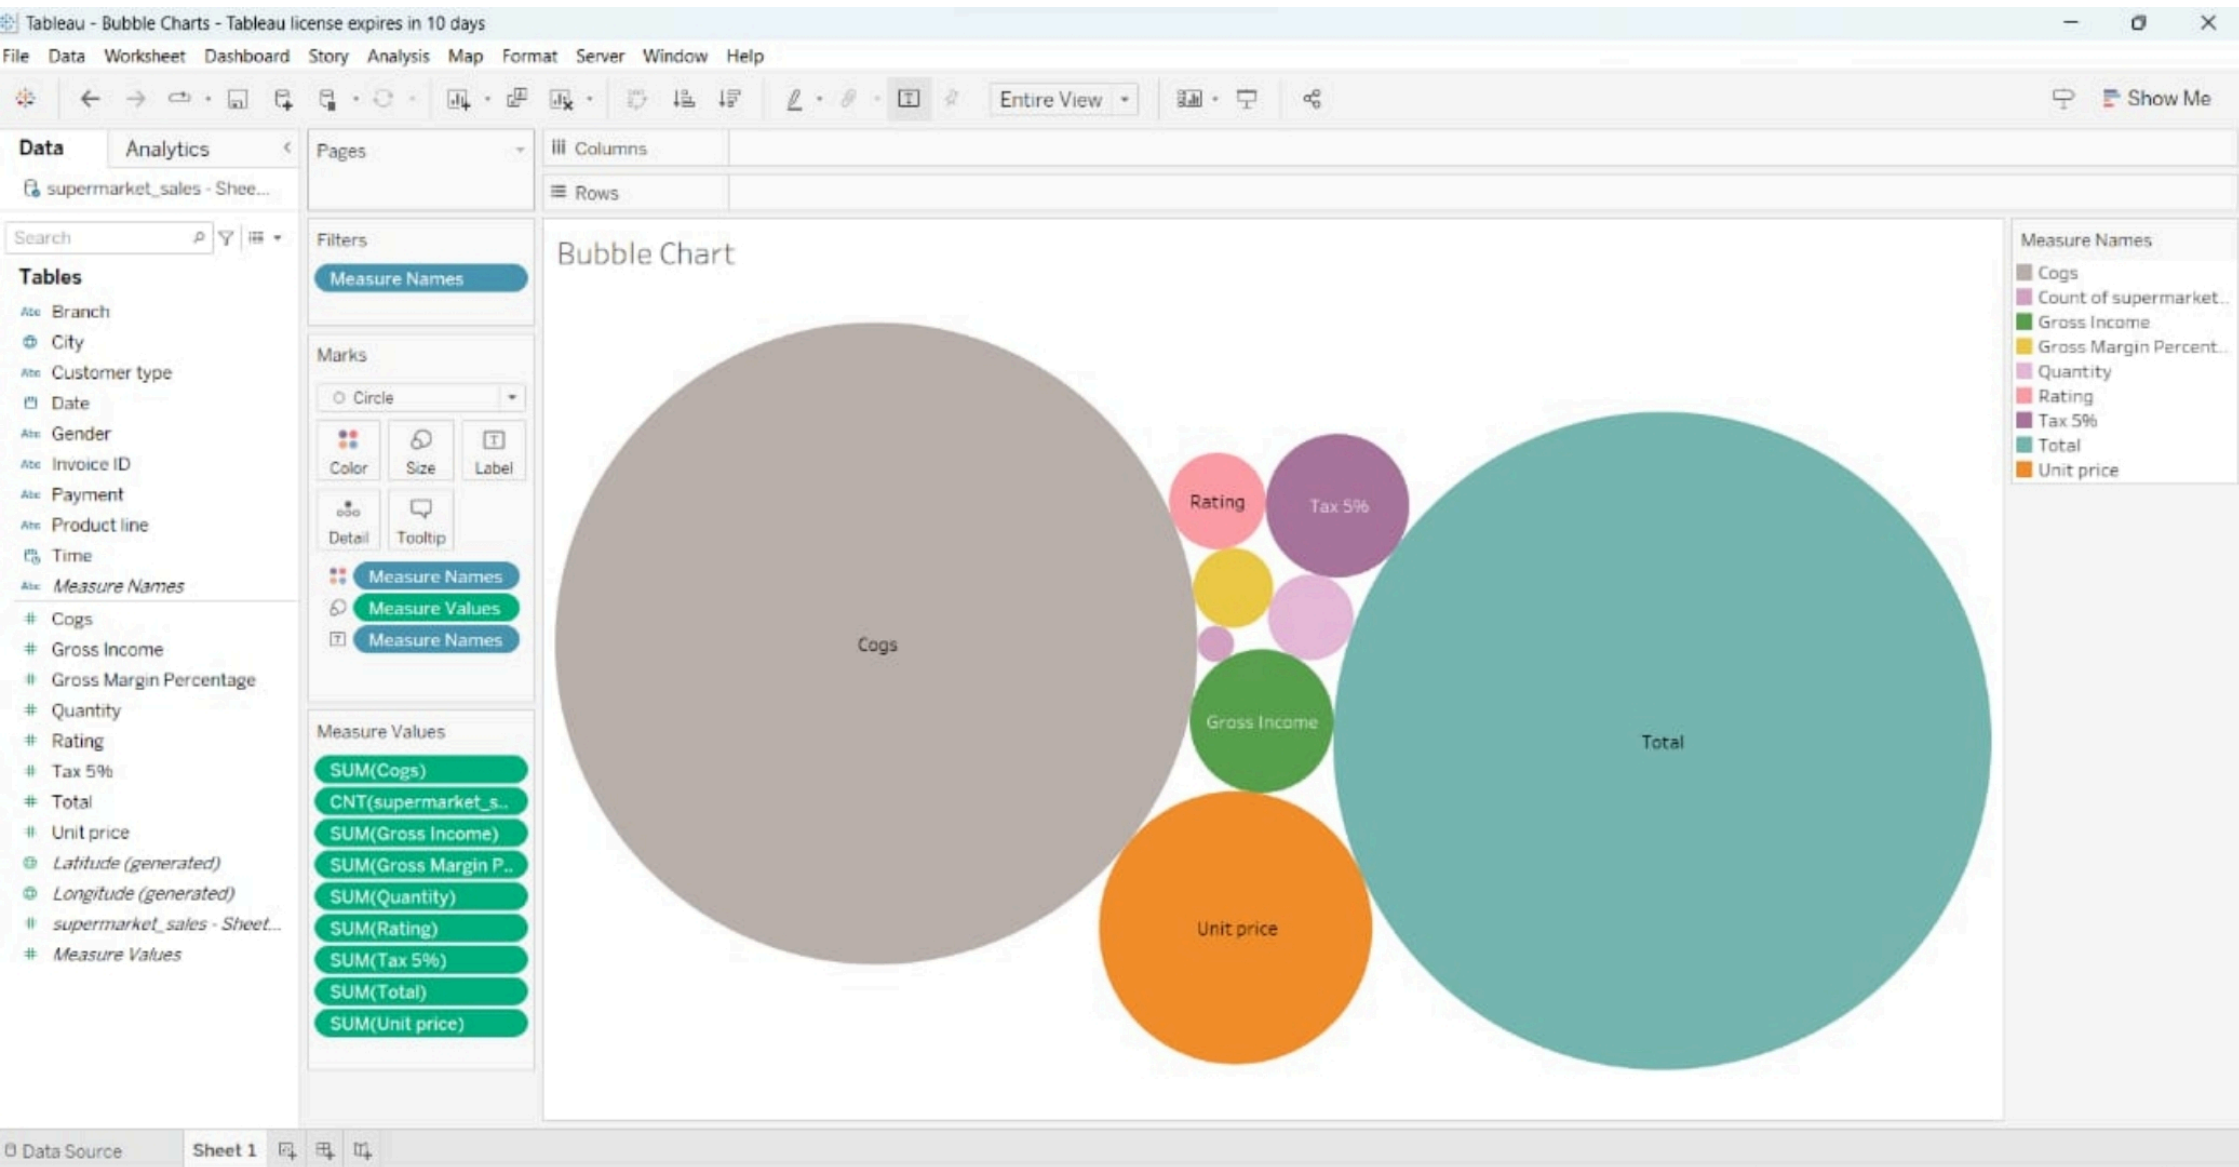 Tableau - Bubble Charts - Tableau license expires in 10 days
File Data Worksheet Dashboard Story Analysis Map Format Server Window Help
Entire View
Show Me
Data Analytics
supermarket_sales - Shee...
Search
Tables
Abc Branch
City
Abc Customer type
Date
Abc Gender
Abc Invoice ID
Abc Payment
Abc Product line
Time
Abc Measure Names
# Cogs
# Gross Income
# Gross Margin Percentage
# Quantity
# Rating
# Tax 5%
# Total
# Unit price
Latitude (generated)
Longitude (generated)
# supermarket_sales - Sheet...
# Measure Values
Pages
Filters
Measure Names
Marks
Circle
Color Size Label
Detail Tooltip
Measure Names
Measure Values
Measure Names
Measure Values
SUM(Cogs)
CNT(supermarket_s..
SUM(Gross Income)
SUM(Gross Margin P..
SUM(Quantity)
SUM(Rating)
SUM(Tax 5%)
SUM(Total)
SUM(Unit price)
Columns
Rows
Bubble Chart
Cogs
Rating
Tax 5%
Gross Income
Total
Unit price
Measure Names
Cogs
Count of supermarket..
Gross Income
Gross Margin Percent..
Quantity
Rating
Tax 5%
Total
Unit price
Data Source Sheet 1